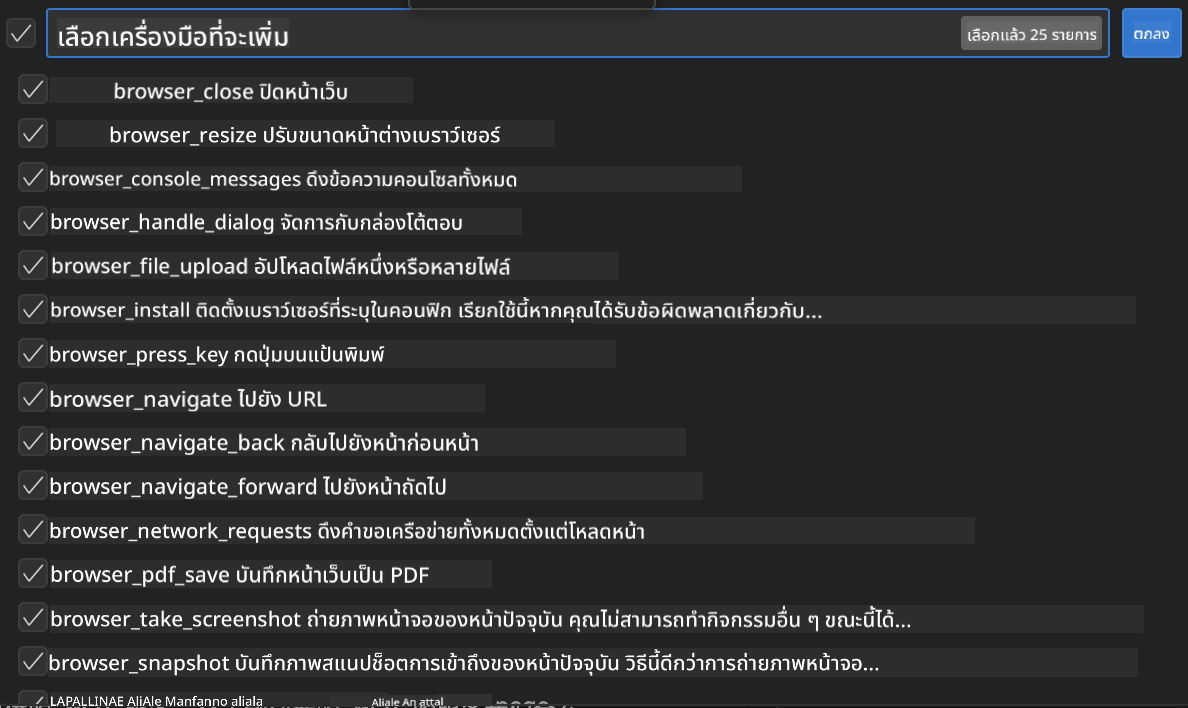 เลือกเครื่องมือที่จะเพิ่ม
เลือกแล้ว 25 รายการ
ตกลง
browser_close ปิดหน้าเว็บ
browser_resize ปรับขนาดหน้าต่างเบราว์เซอร์
browser_console_messages ดึงข้อความคอนโซลทั้งหมด
browser_handle_dialog จัดการกับกล่องโต้ตอบ
browser_file_upload อัปโหลดไฟล์หนึ่งหรือหลายไฟล์
browser_install ติดตั้งเบราว์เซอร์ที่ระบุในคอนฟิก เรียกใช้นี้หากคุณได้รับข้อผิดพลาดเกี่ยวกับ...
browser_press_key กดปุ่มบนแป้นพิมพ์
browser_navigate ไปยัง URL
browser_navigate_back กลับไปยังหน้าก่อนหน้า
browser_navigate_forward ไปยังหน้าถัดไป
browser_network_requests ดึงคำขอเครือข่ายทั้งหมดตั้งแต่โหลดหน้า
browser_pdf_save บันทึกหน้าเว็บเป็น PDF
browser_take_screenshot ถ่ายภาพหน้าจอของหน้าปัจจุบัน คุณไม่สามารถทำกิจกรรมอื่น ๆ ขณะนี้ได้...
browser_snapshot บันทึกภาพสแนปช็อตการเข้าถึงของหน้าปัจจุบัน วิธีนี้ดีกว่าการถ่ายภาพหน้าจอ...
LAPALLINAE AliAle Manfanno aliala